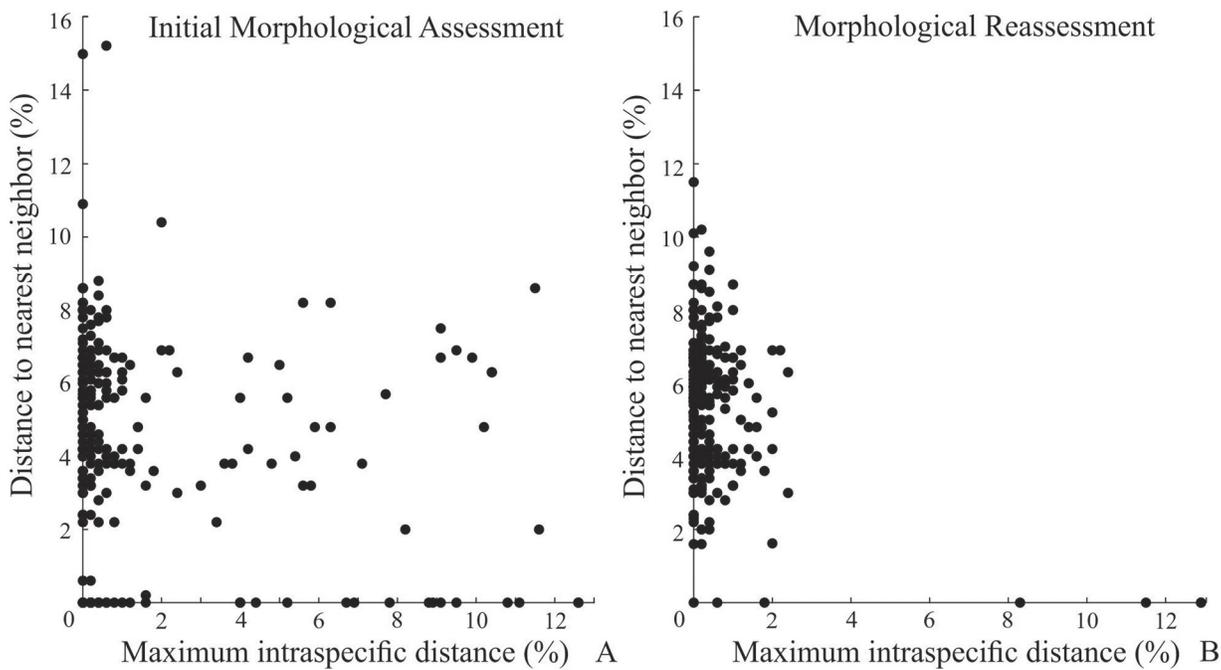 Initial Morphological Assessment
Distance to nearest neighbor (%)
16
14
12
10
8
6
4
2
0 2 4 6 8 10 12
Maximum intraspecific distance (%) A
Morphological Reassessment
Distance to nearest neighbor (%)
16
14
12
10
8
6
4
2
0 2 4 6 8 10 12
Maximum intraspecific distance (%) B